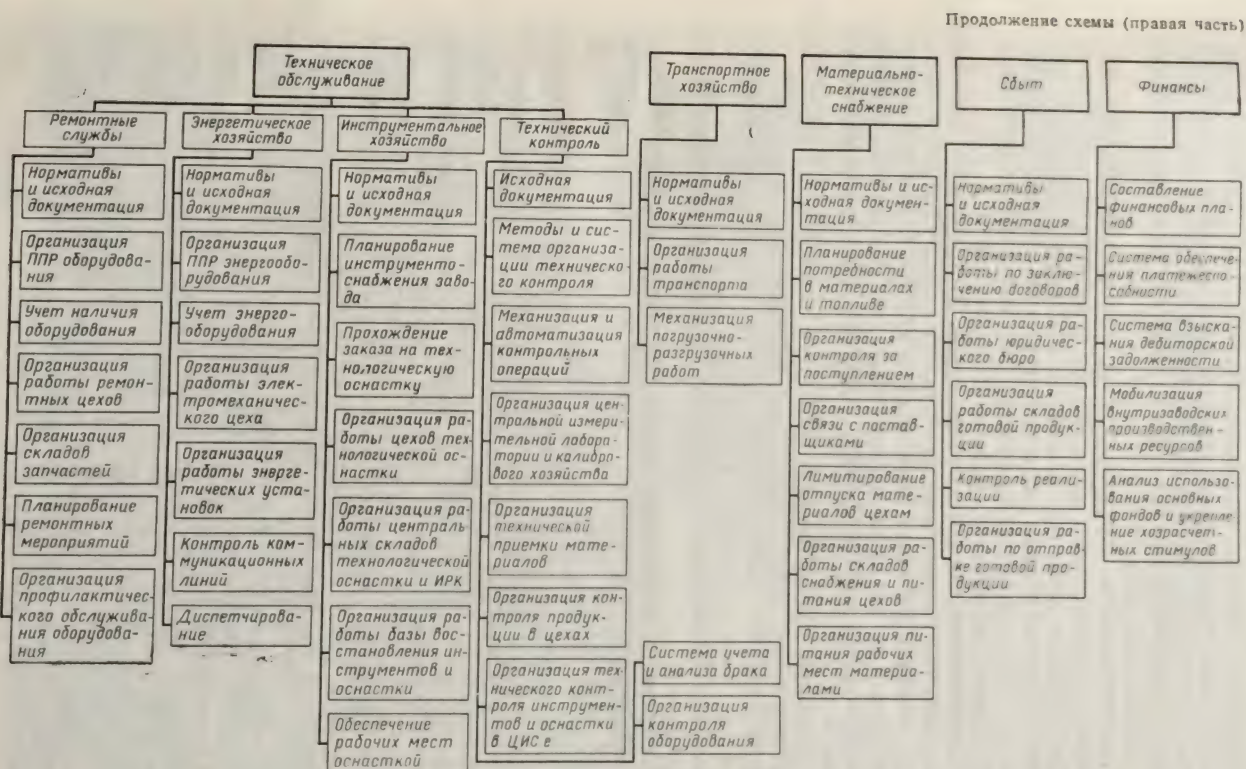 Продолжение схемы (правая часть)
Техническое
обслуживание
Ремонтные
службы
Нормативы
и исходная
документация
Организация
ППР оборудова-
ния
Учет наличия
оборудования
Организация
работы ремон-
тных цехов
Организация
складов
запчастей
Планирование
ремонтных
мероприятий
Организация
профилактичес-
кого обслужива-
ния оборудова-
ния
Энергетическое
хозяйство
Нормативы
и исходная
документация
Организация
ППР энергообо-
рудования
Учет энерго-
оборудования
Организация
работы элек-
тромеханичес-
кого цеха
Организация
работы энерге-
тических уста-
новок
Контроль ком-
муникационных
линий
Диспетчирова-
ние
Инструментальное
хозяйство
Нормативы
и исходная
документация
Планирование
инструменто-
снабжения заво-
да
Прохождение
заказа на тех-
нологическую
оснастку
Организация ра-
боты цехов тех-
нологической ос-
настки
Организация ра-
боты централь-
ных складов
технологической
оснастки и ИРК
Организация ра-
боты базы вос-
становления ин-
струментов и
оснастки
Обеспечение
рабочих мест
оснасткой
Технический
контроль
Исходная
документация
Методы и сис-
тема организа-
ции техническо-
го контроля
Механизация и
автоматизация
контрольных
операций
Организация цен-
тральной измери-
тельной лабора-
тории и калибро-
вого хозяйства
Организация
технической
приемки мате-
риалов
Организация кон-
троля продук-
ции в цехах
Организация тех-
нического конт-
роля инструмен-
тов и оснастки
в ЦИС е
Система учета
и анализа брака
Организация
контроля
оборудования
Транспортное
хозяйство
Нормативы
и исходная
документация
Организация
работы
транспорта
Механизация
погрузочно-
разгрузочных
работ
Материально-
техническое
снабжение
Нормативы и ис-
ходная докумен-
тация
Планирование
потребности
в материалах
и топливе
Организация
контроля за
поступлением
Организация
связи с постав-
щиками
Лимитирование
отпуска мате-
риалов цехам
Организация ра-
боты складов
снабжения и пи-
тания цехов
Организация пи-
тания рабочих
мест материа-
лами
Сбыт
Нормативы
и исходная
документация
Организация ра-
боты по заклю-
чению договоров
Организация ра-
боты юридичес-
кого бюро
Организация
работы складов
готовой продук-
ции
Контроль реали-
зации
Организация ра-
боты по отправ-
ке готовой про-
дукции
Финансы
Составление
финансовых пла-
нов
Система обеспече-
ния платежеспо-
собности
Система взыска-
ния дебиторской
задолженности
Мобилизация
внутризаводских
производствен-
ных ресурсов
Анализ использо-
вания основных
фондов и укрепле-
ние хозрасчет-
ных стимулов